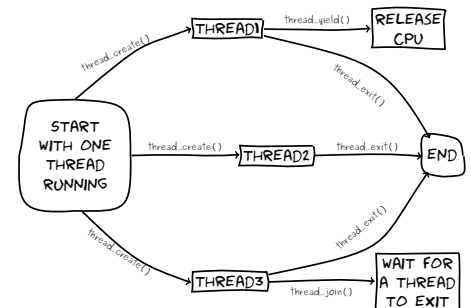 THREAD1
thread_yield()
RELEASE
CPU
thread_create()
thread_exit()
START
WITH ONE
THREAD
RUNNING
thread_create()
THREAD2
thread_exit()
END
thread_create()
thread_exit()
THREAD3
thread_join()
WAIT FOR
A THREAD
TO EXIT